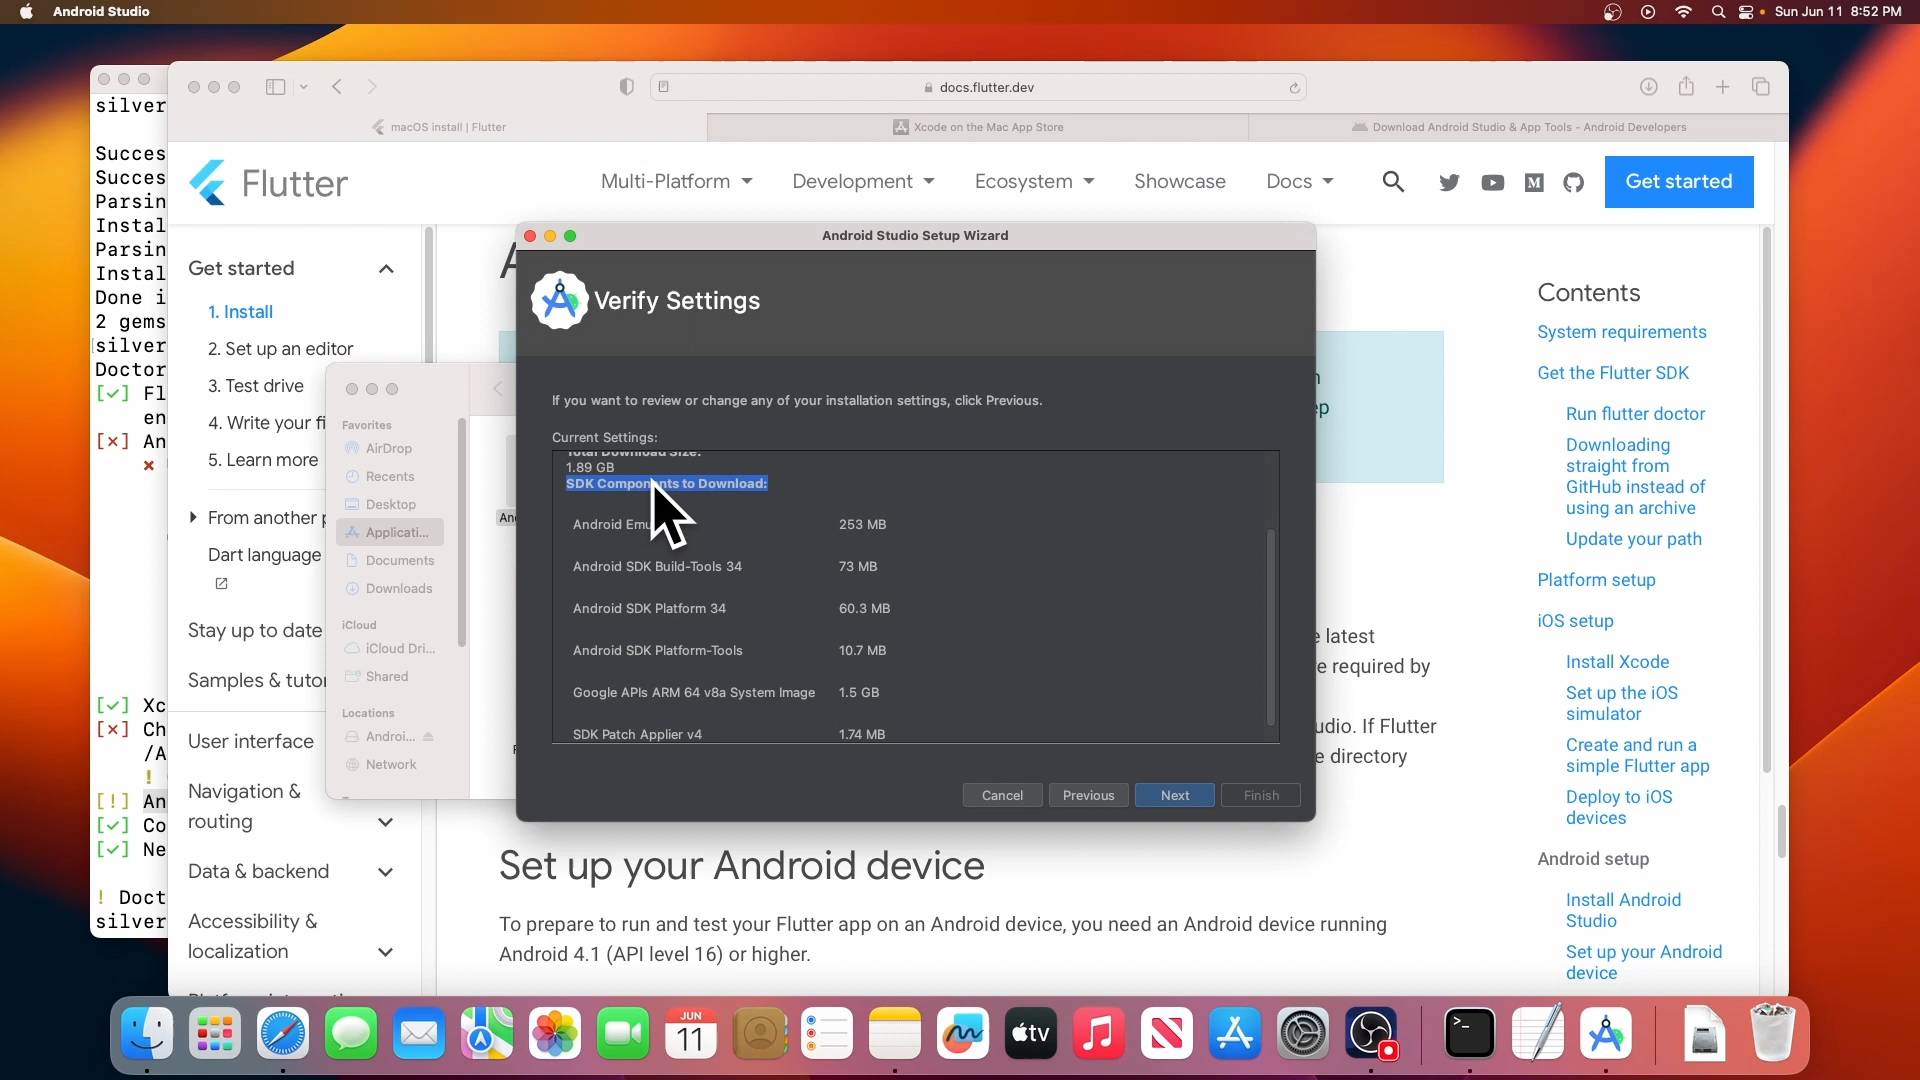 Android Studio
Sun Jun 11 8:52 PM
docs.flutter.dev
macOS install | Flutter
Xcode on the Mac App Store
Download Android Studio & App Tools - Android Developers
silver
Succes
Succes
Parsin
Instal
Parsin
Instal
Done i
2 gems
silver
Doctor
[✓] Fl
en
[✗] An
✗
[✓] Xc
[✗] Ch
/A
!
[!] An
[✓] Co
[✓] Ne
! Doct
silver
Flutter
Multi-Platform
Development
Ecosystem
Showcase
Docs
Get started
Get started
1. Install
2. Set up an editor
3. Test drive
4. Write your fi
5. Learn more
From another p
Dart language
Stay up to date
Samples & tutor
User interface
Navigation &
routing
Data & backend
Accessibility &
localization
Favorites
AirDrop
Recents
Desktop
Applicati...
Documents
Downloads
iCloud
iCloud Dri...
Shared
Locations
Androi...
Network
Android Studio Setup Wizard
Verify Settings
If you want to review or change any of your installation settings, click Previous.
Current Settings:
Total Download Size:
1.89 GB
SDK Components to Download:
Android Emu 253 MB
Android SDK Build-Tools 34 73 MB
Android SDK Platform 34 60.3 MB
Android SDK Platform-Tools 10.7 MB
Google APIs ARM 64 v8a System Image 1.5 GB
SDK Patch Applier v4 1.74 MB
Cancel
Previous
Next
Finish
e latest
e required by
udio. If Flutter
e directory
Set up your Android device
To prepare to run and test your Flutter app on an Android device, you need an Android device running
Android 4.1 (API level 16) or higher.
Contents
System requirements
Get the Flutter SDK
Run flutter doctor
Downloading
straight from
GitHub instead of
using an archive
Update your path
Platform setup
iOS setup
Install Xcode
Set up the iOS
simulator
Create and run a
simple Flutter app
Deploy to iOS
devices
Android setup
Install Android
Studio
Set up your Android
device
JUN
11
tv